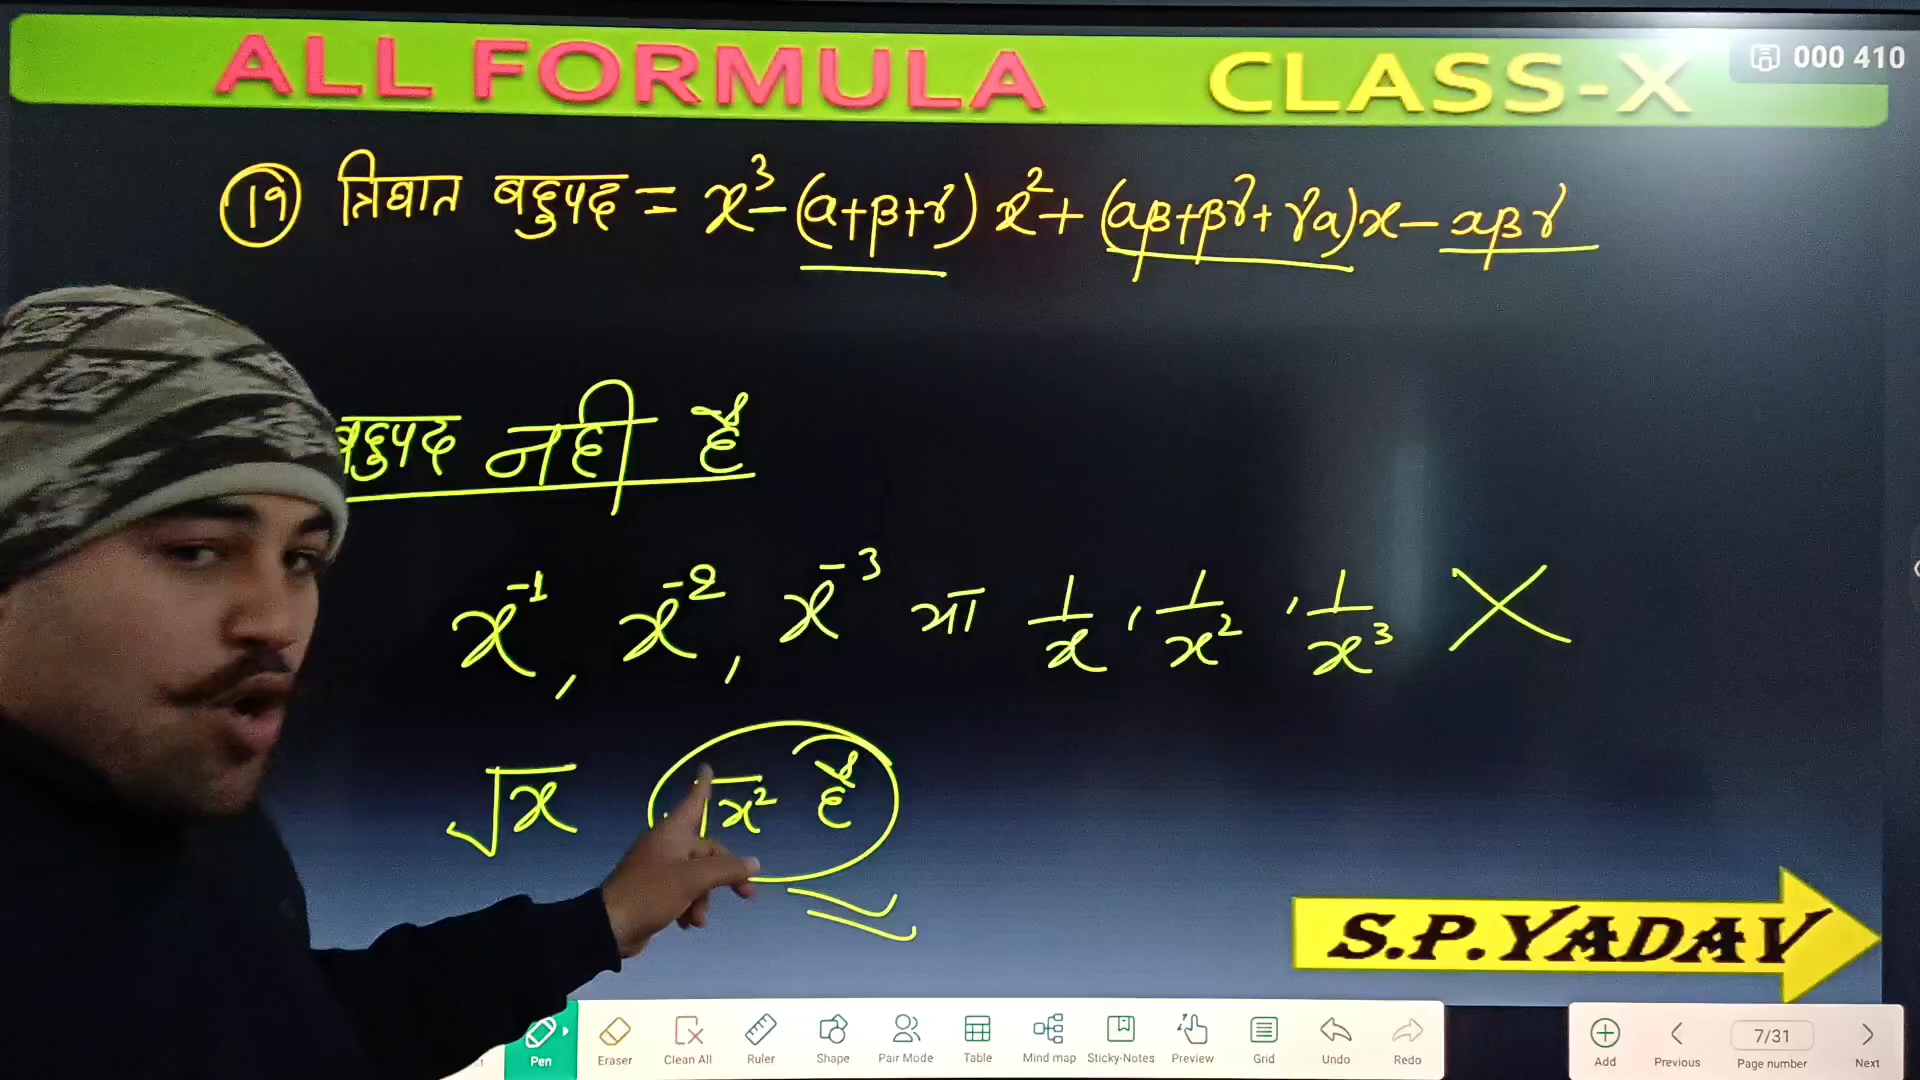 ALL FORMULA CLASS-X
000 410
(19) त्रिघात बहुपद = x³ - (α+β+γ) x² + (αβ+βγ+γα)x - αβγ
बहुपद नही है
x⁻¹, x⁻², x⁻³ या 1/x, 1/x², 1/x³ ×
√x √x² है
S.P.YADAV
Pen Eraser Clean All Ruler Shape Pair Mode Table Mind map Sticky-Notes Preview Grid Undo Redo Add Previous 7/31 Page number Next